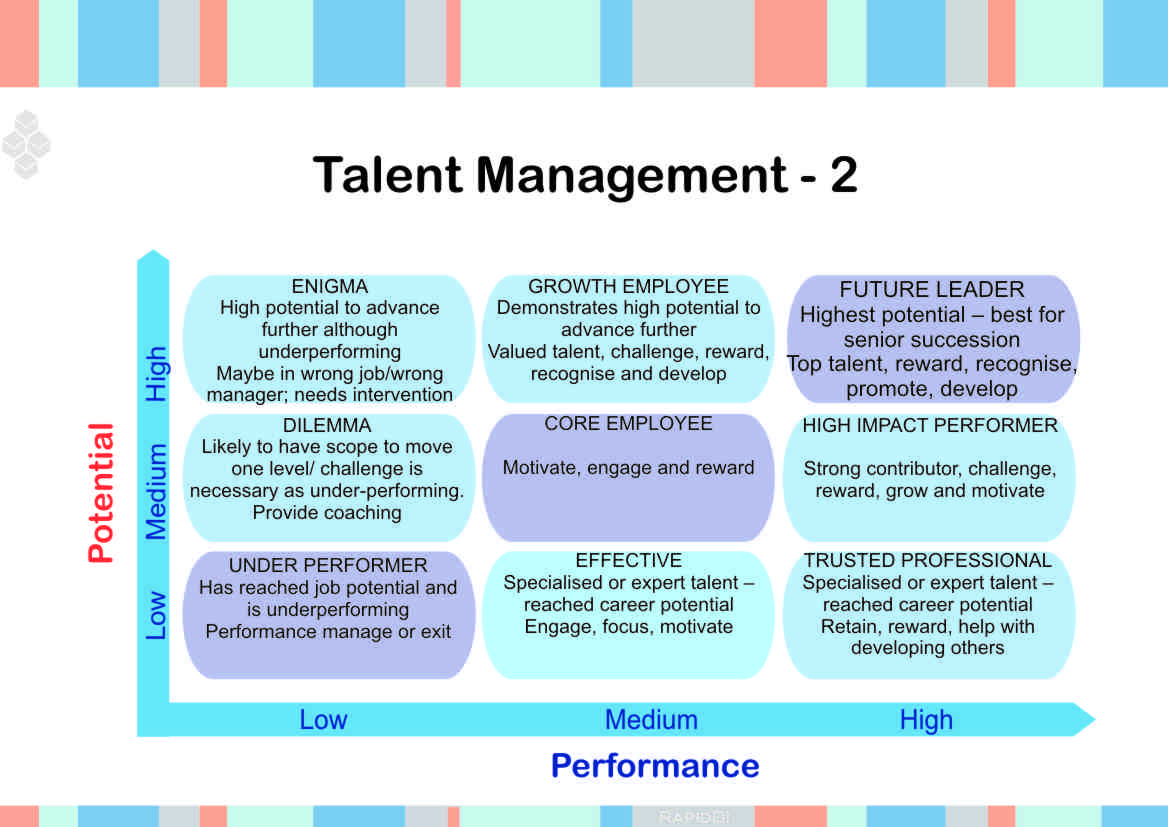 Talent Management - 2
ENIGMA
High potential to advance
further although
underperforming
Maybe in wrong job/wrong
manager; needs intervention
GROWTH EMPLOYEE
Demonstrates high potential to
advance further
Valued talent, challenge, reward,
recognise and develop
FUTURE LEADER
Highest potential – best for
senior succession
Top talent, reward, recognise,
promote, develop
High
DILEMMA
Likely to have scope to move
one level/ challenge is
necessary as under-performing.
Provide coaching
CORE EMPLOYEE
Motivate, engage and reward
HIGH IMPACT PERFORMER
Strong contributor, challenge,
reward, grow and motivate
Potential
Medium
UNDER PERFORMER
Has reached job potential and
is underperforming
Performance manage or exit
EFFECTIVE
Specialised or expert talent –
reached career potential
Engage, focus, motivate
TRUSTED PROFESSIONAL
Specialised or expert talent –
reached career potential
Retain, reward, help with
developing others
Low
Low
Medium
High
Performance